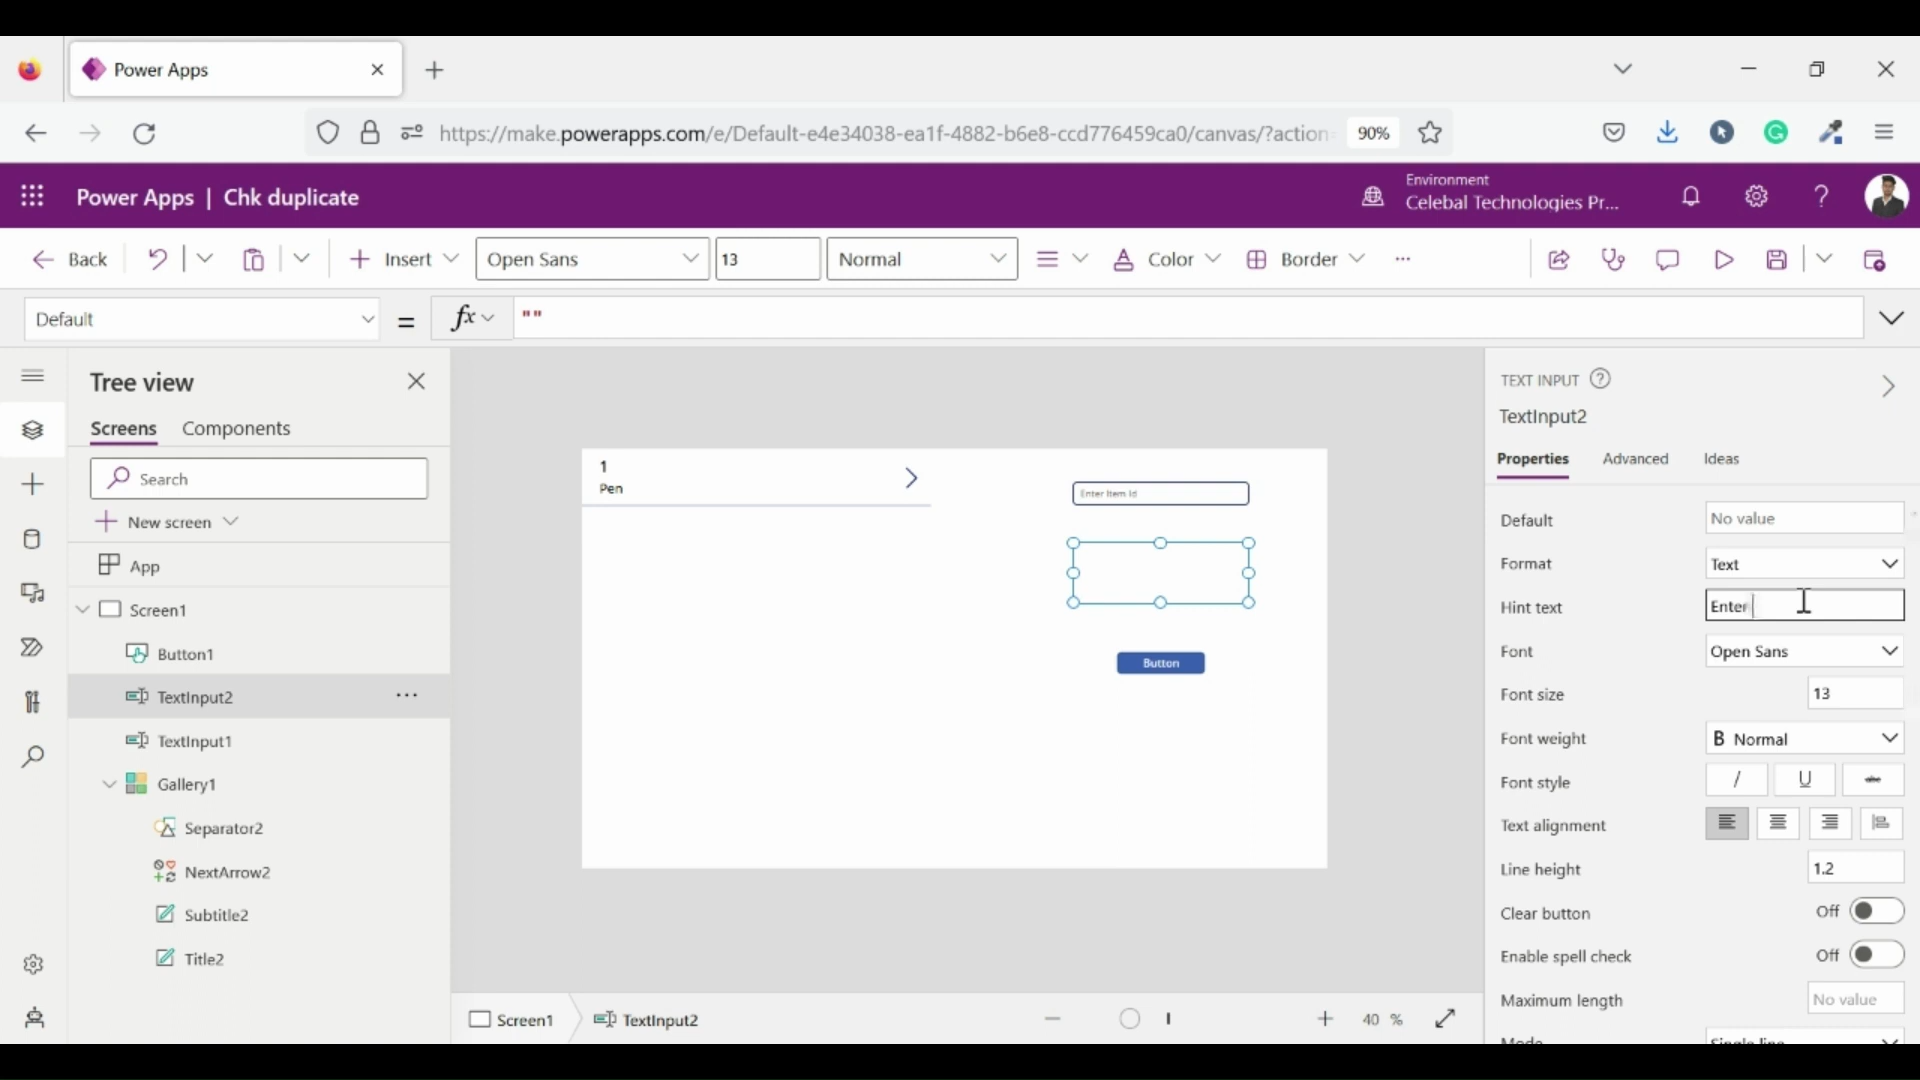 Power Apps
https://make.powerapps.com/e/Default-e4e34038-ea1f-4882-b6e8-ccd776459ca0/canvas/?action=
90%
Power Apps | Chk duplicate
Environment
Celebal Technologies Pr...
?
Back
Insert
Open Sans
13
Normal
Color
Border
...
Default
=
fx
""
Tree view
Screens
Components
Search
New screen
App
Screen1
Button1
TextInput2
...
TextInput1
Gallery1
Separator2
NextArrow2
Subtitle2
Title2
1
Pen
Enter Item Id
Button
Screen1
TextInput2
40 %
TEXT INPUT ?
TextInput2
Properties
Advanced
Ideas
Default
No value
Format
Text
Hint text
Enter
Font
Open Sans
Font size
13
Font weight
B Normal
Font style
/ U abc
Text alignment
Line height
1.2
Clear button
Off
Enable spell check
Off
Maximum length
No value
Mode
Single line